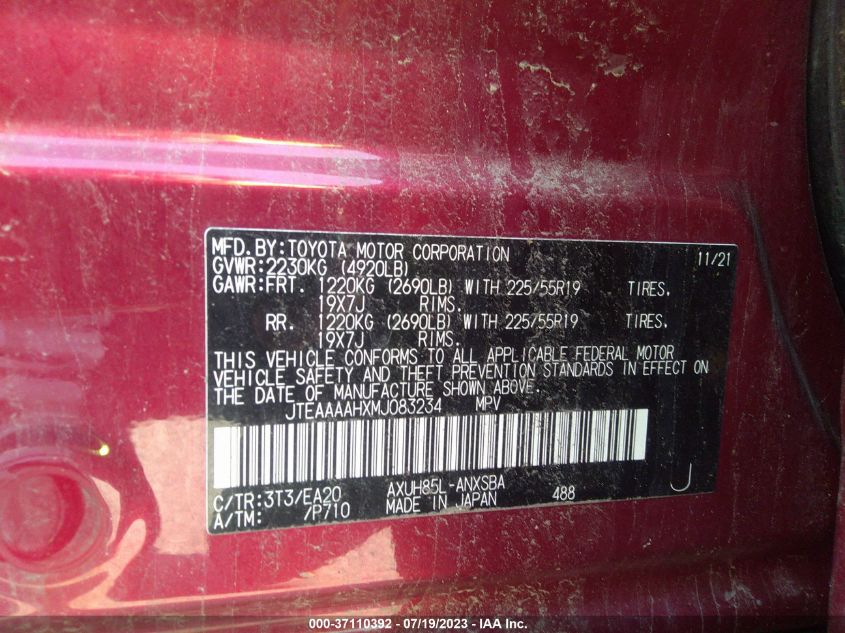 MFD. BY: TOYOTA MOTOR CORPORATION 11/21
GVWR: 2230KG (4920LB)
GAWR: FRT. 1220KG (2690LB) WITH 225/55R19 TIRES,
19X7J RIMS.
RR. 1220KG (2690LB) WITH 225/55R19 TIRES,
19X7J RIMS.
THIS VEHICLE CONFORMS TO ALL APPLICABLE FEDERAL MOTOR
VEHICLE SAFETY AND THEFT PREVENTION STANDARDS IN EFFECT ON
THE DATE OF MANUFACTURE SHOWN ABOVE.
JTEAAAAHXMJ083234 MPV
C/TR: 3T3/EA20 AXUH85L-ANXSBA
A/TM: /P710 MADE IN JAPAN 488 J
000-37110392 - 07/19/2023 - IAA Inc.